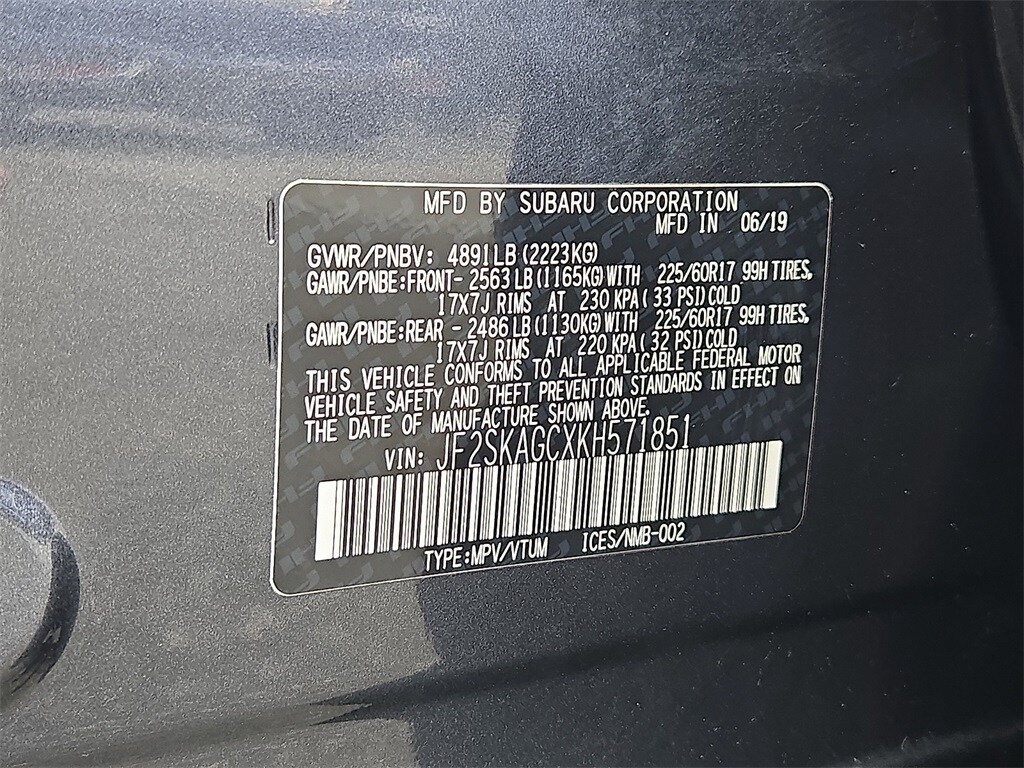 MFD BY SUBARU CORPORATION
MFD IN 06/19
GVWR/PNBV: 4891LB (2223KG)
GAWR/PNBE:FRONT- 2563 LB (1165KG) WITH 225/60R17 99H TIRES,
17X7J RIMS AT 230 KPA ( 33 PSI) COLD
GAWR/PNBE:REAR - 2486 LB (1130KG) WITH 225/60R17 99H TIRES,
17X7J RIMS AT 220 KPA ( 32 PSI) COLD
THIS VEHICLE CONFORMS TO ALL APPLICABLE FEDERAL MOTOR
VEHICLE SAFETY AND THEFT PREVENTION STANDARDS IN EFFECT ON
THE DATE OF MANUFACTURE SHOWN ABOVE.
VIN: JF2SKAGCXKH571851
TYPE:MPV/VTUM ICES/NMB-002